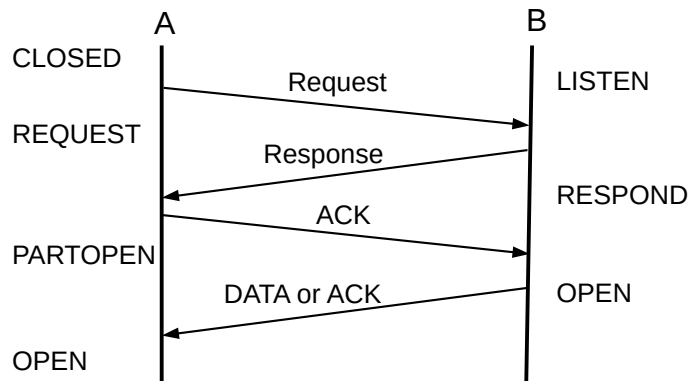 A
B
CLOSED
Request
LISTEN
REQUEST
Response
RESPOND
ACK
PARTOPEN
DATA or ACK
OPEN
OPEN